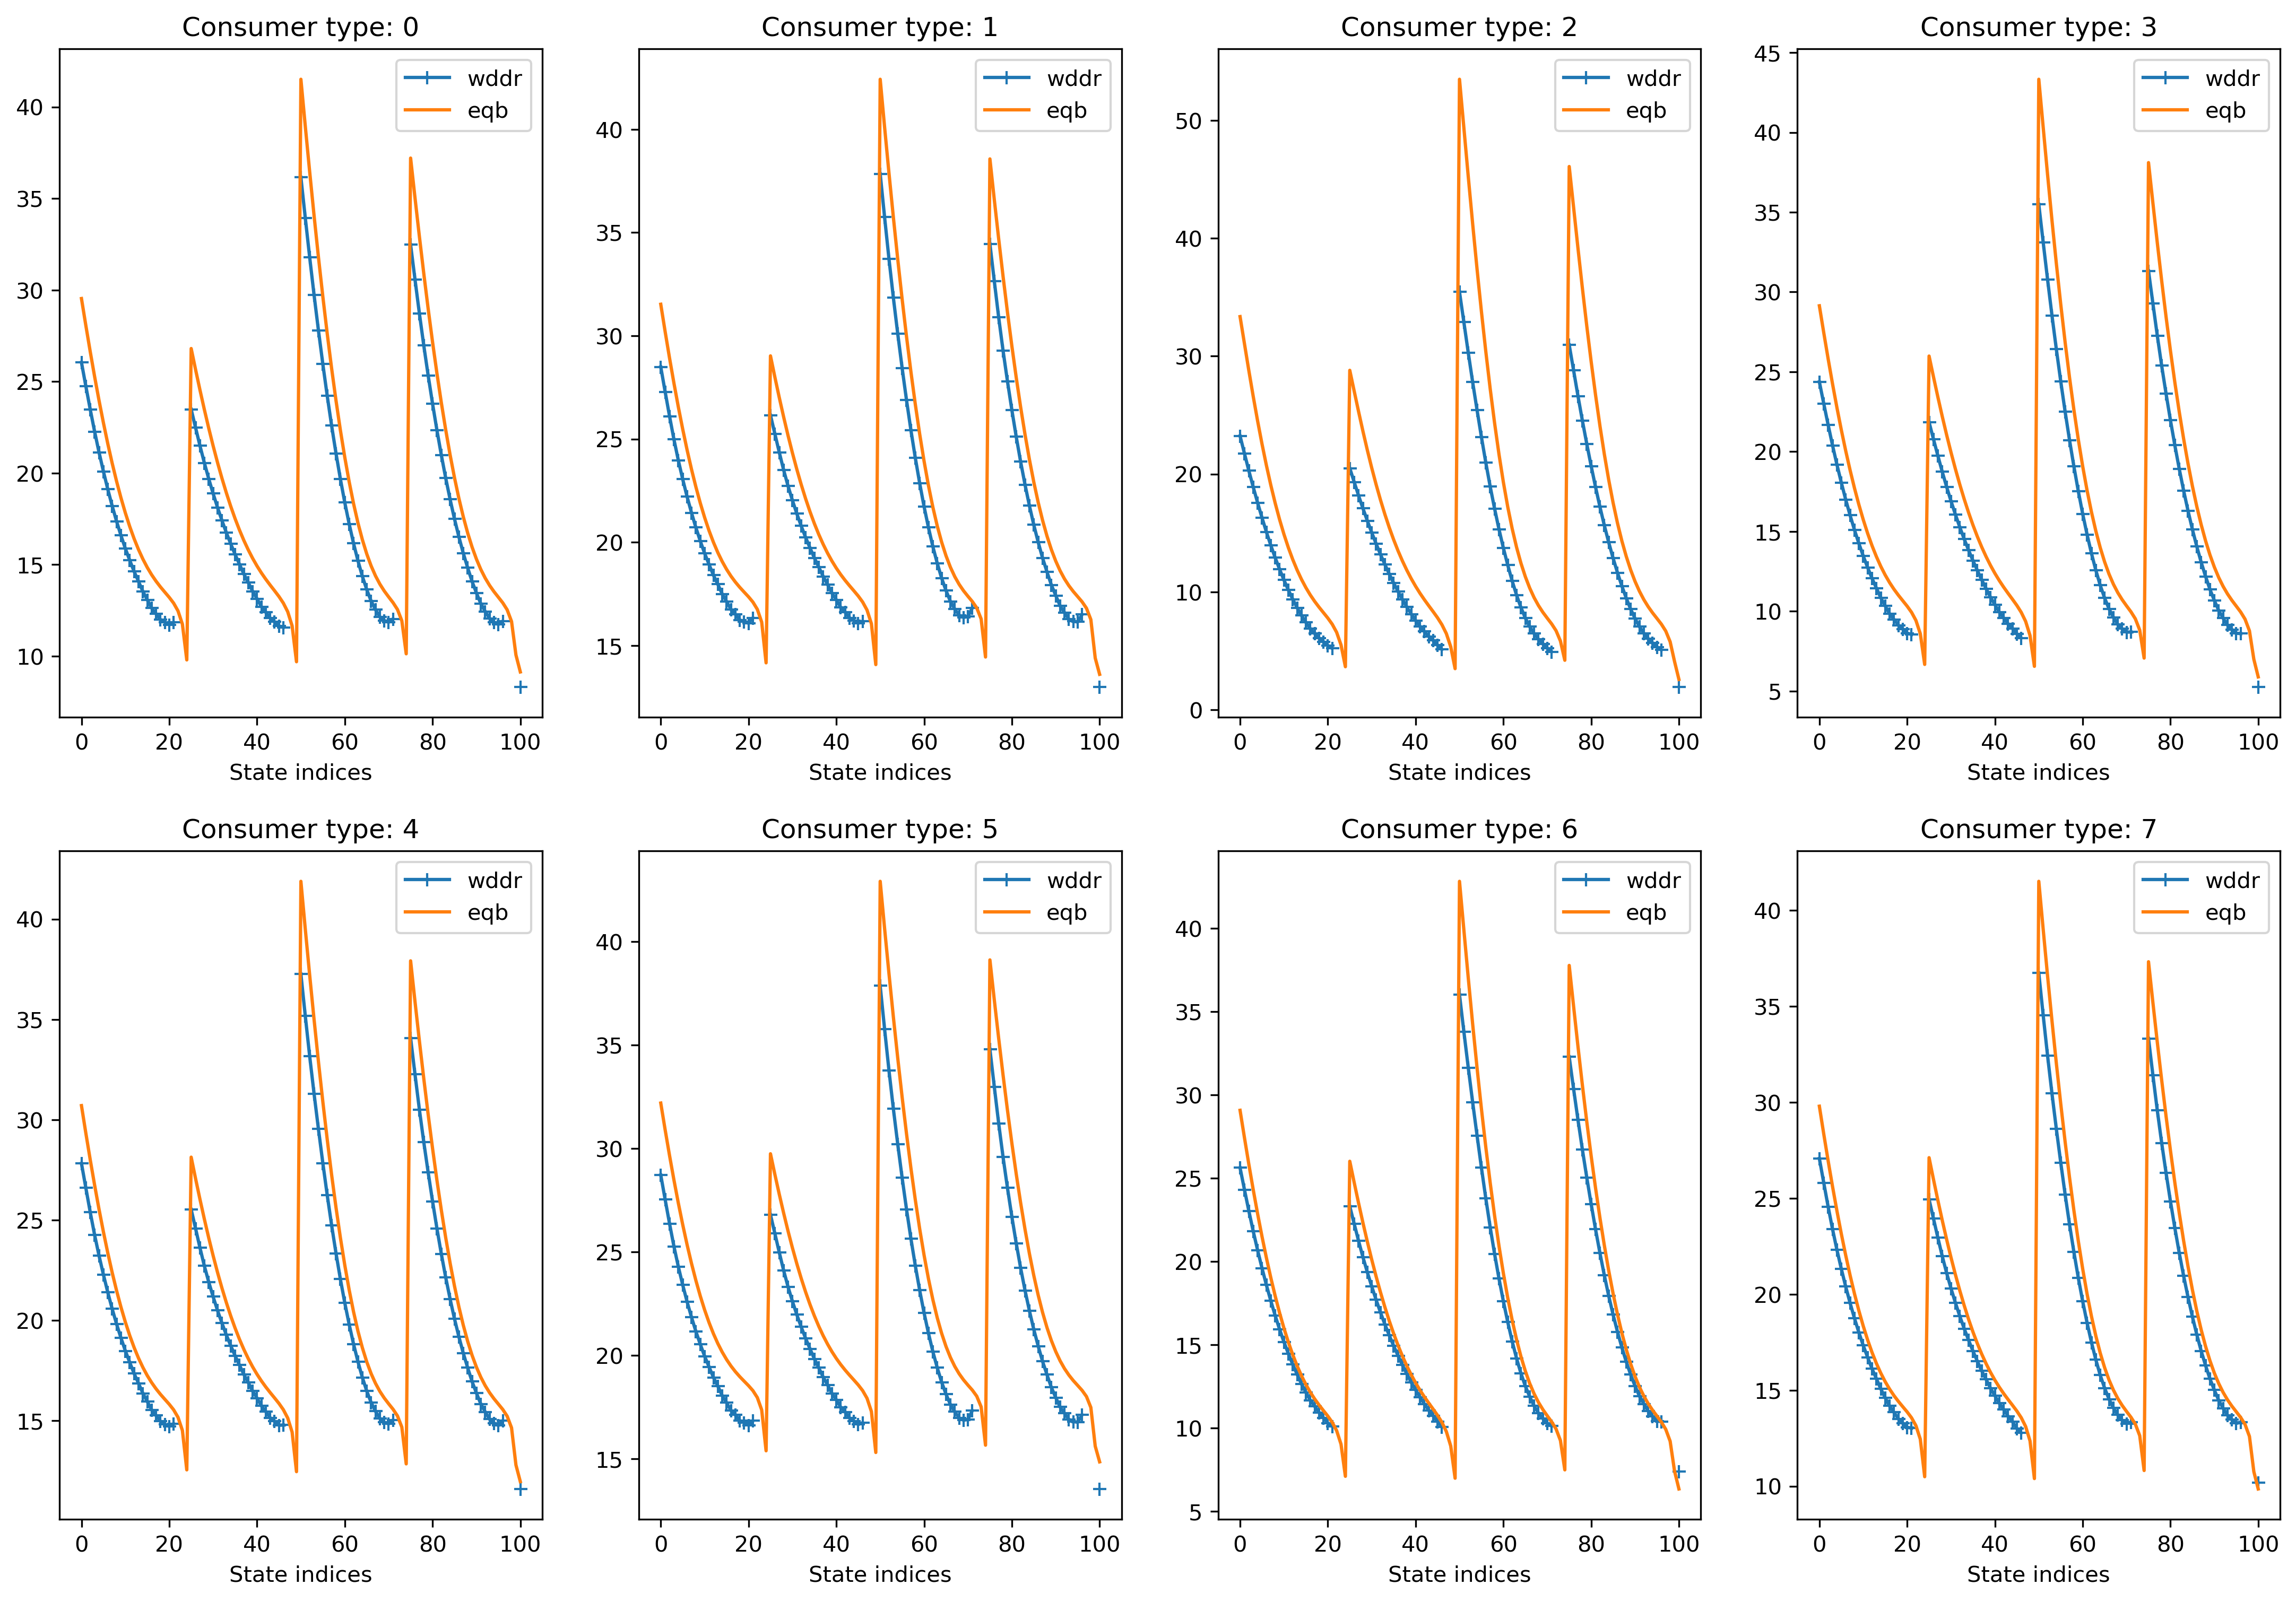 Consumer type: 0
wddr
eqb
40
35
30
25
20
15
10
0 20 40 60 80 100
State indices
Consumer type: 1
wddr
eqb
40
35
30
25
20
15
0 20 40 60 80 100
State indices
Consumer type: 2
wddr
eqb
50
40
30
20
10
0
0 20 40 60 80 100
State indices
Consumer type: 3
wddr
eqb
45
40
35
30
25
20
15
10
5
0 20 40 60 80 100
State indices
Consumer type: 4
wddr
eqb
40
35
30
25
20
15
0 20 40 60 80 100
State indices
Consumer type: 5
wddr
eqb
40
35
30
25
20
15
0 20 40 60 80 100
State indices
Consumer type: 6
wddr
eqb
40
35
30
25
20
15
10
5
0 20 40 60 80 100
State indices
Consumer type: 7
wddr
eqb
40
35
30
25
20
15
10
0 20 40 60 80 100
State indices